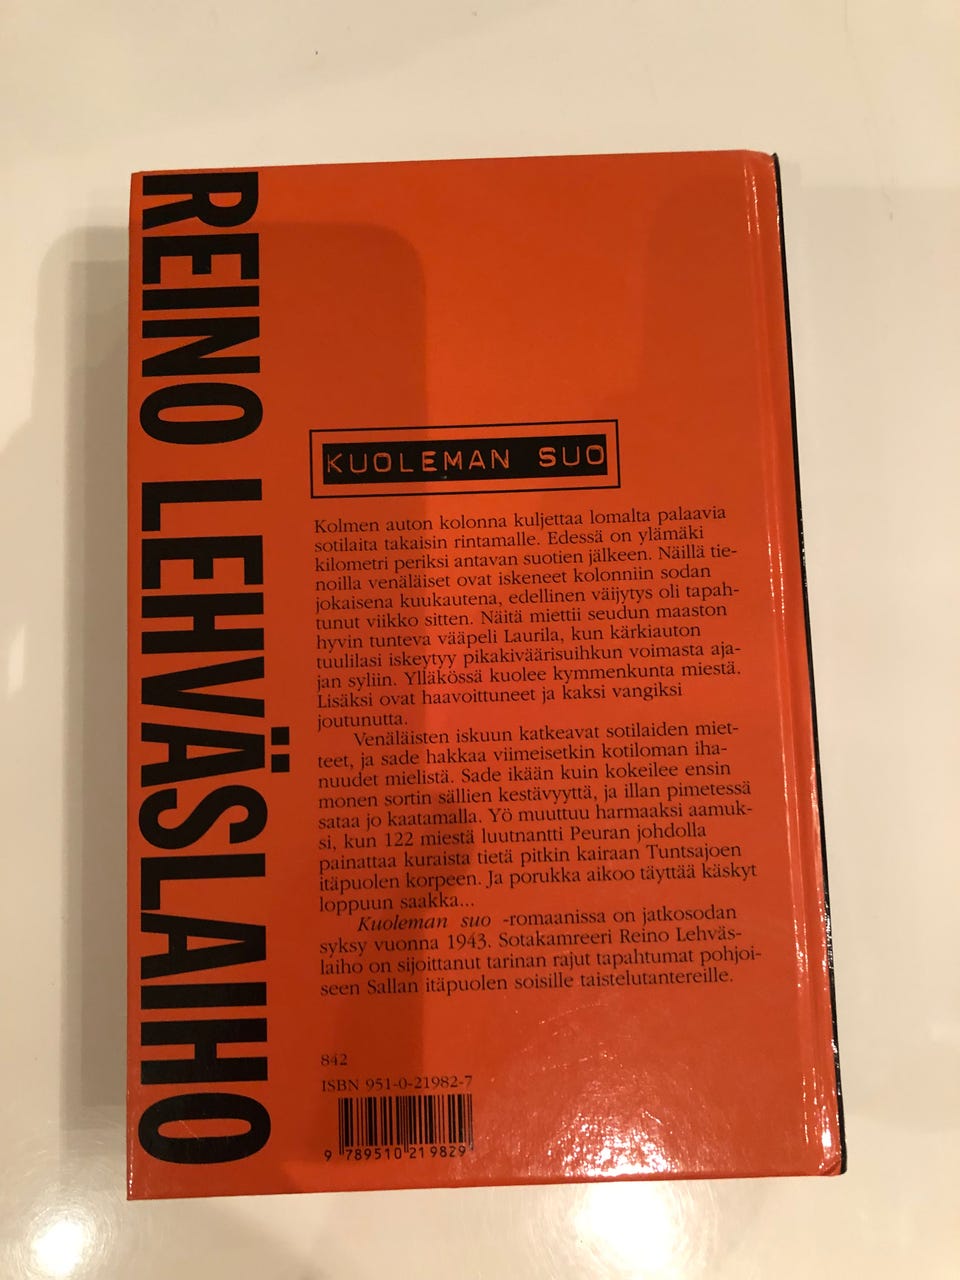 REINO LEHVÄSLAIHO
KUOLEMAN SUO
Kolmen auton kolonna kuljettaa lomalta palaavia
sotilaita takaisin rintamalle. Edessä on ylämäki
kilometri periksi antavan suotien jälkeen. Näillä tie-
noilla venäläiset ovat iskeneet kolonniin sodan
jokaisena kuukautena, edellinen väijytys oli tapah-
tunut viikko sitten. Näitä miettii seudun maaston
hyvin tunteva vääpeli Laurila, kun kärkiauton
tuulilasi iskeytyy pikakiväärisuihkun voimasta aja-
jan syliin. Ylläkössä kuolee kymmenkunta miestä.
Lisäksi ovat haavoittuneet ja kaksi vangiksi
joutunutta.
Venäläisten iskuun katkeavat sotilaiden miet-
teet, ja sade hakkaa viimeisetkin kotiloman iha-
nuudet mielistä. Sade ikään kuin kokeilee ensin
monen sortin sällien kestävyyttä, ja illan pimetessä
sataa jo kaatamalla. Yö muuttuu harmaaksi aamuk-
si, kun 122 miestä luutnantti Peuran johdolla
painattaa kuraista tietä pitkin kairaan Tuntsajoen
itäpuolen korpeen. Ja porukka aikoo täyttää käskyt
loppuun saakka...
Kuoleman suo -romaanissa on jatkosodan
syksy vuonna 1943. Sotakamreeri Reino Lehväs-
laiho on sijoittanut tarinan rajut tapahtumat pohjoi-
seen Sallan itäpuolen soisille taistelutantereille.
842
ISBN 951-0-21982-7
9 789510 219829